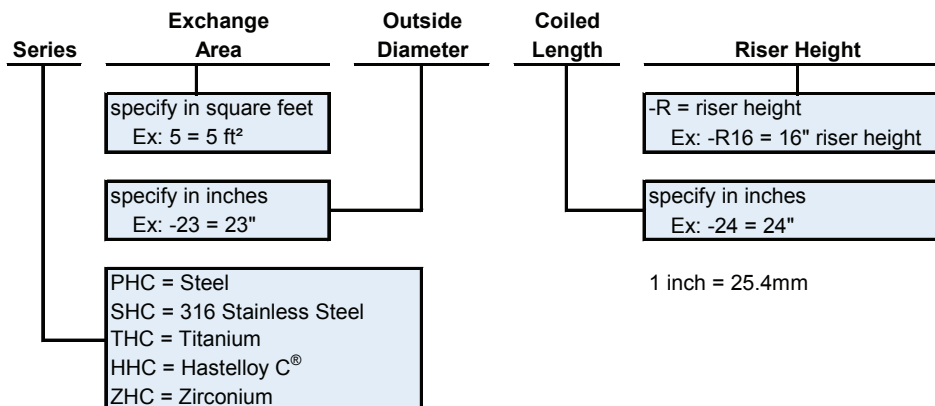 Series
Exchange
Area
Outside
Diameter
Coiled
Length
Riser Height
specify in square feet
Ex: 5 = 5 ft²
-R = riser height
Ex: -R16 = 16" riser height
specify in inches
Ex: -23 = 23"
specify in inches
Ex: -24 = 24"
PHC = Steel
SHC = 316 Stainless Steel
THC = Titanium
HHC = Hastelloy C®
ZHC = Zirconium
1 inch = 25.4mm